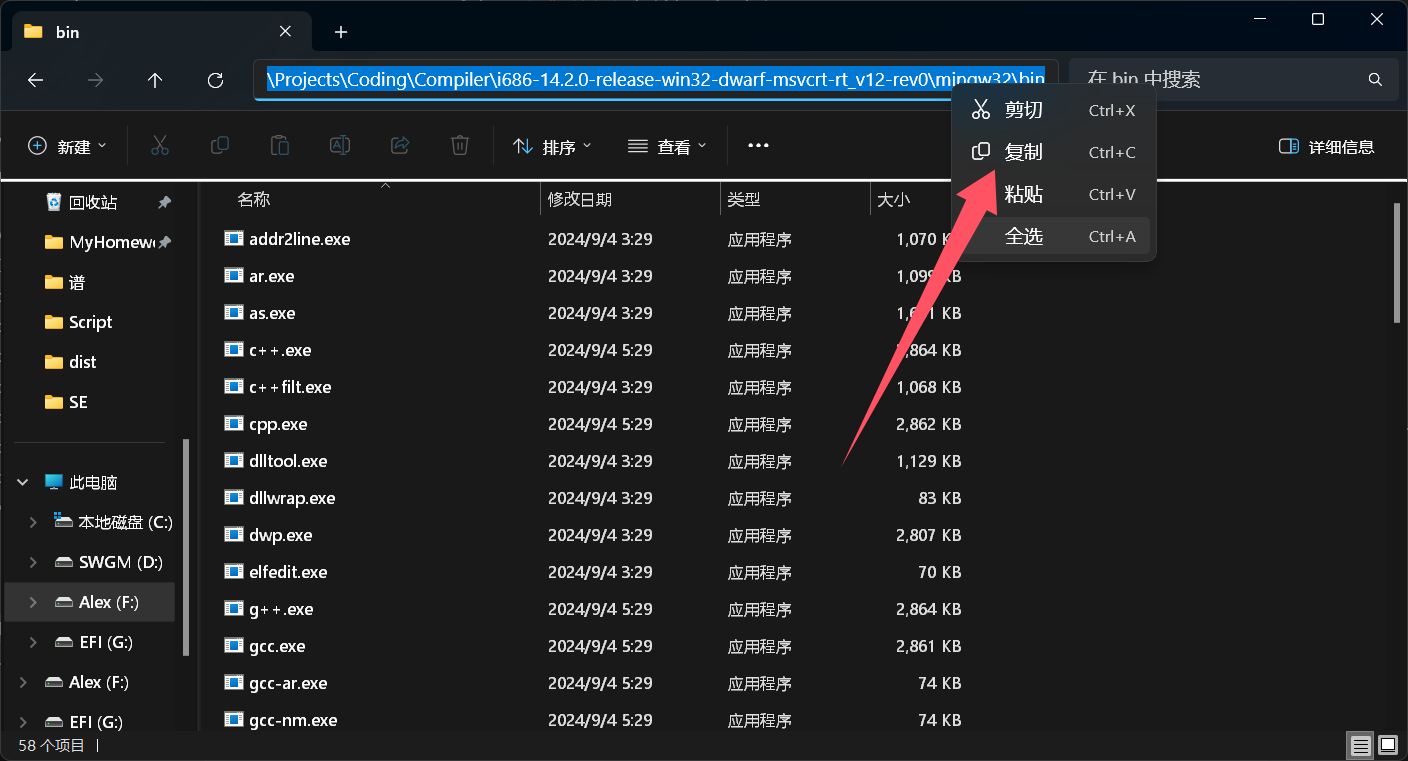 bin
\Projects\Coding\Compiler\i686-14.2.0-release-win32-dwarf-msvcrt-rt_v12-rev0\mingw32\bin
在 bin 中搜索
剪切 Ctrl+X
复制 Ctrl+C
粘贴 Ctrl+V
全选 Ctrl+A
新建 排序 查看 详细信息
回收站
MyHomew
谱
Script
dist
SE
此电脑
本地磁盘 (C:)
SWGM (D:)
Alex (F:)
EFI (G:)
Alex (F:)
EFI (G:)
名称 修改日期 类型 大小
addr2line.exe 2024/9/4 3:29 应用程序 1,070 K
ar.exe 2024/9/4 3:29 应用程序 1,099 KB
as.exe 2024/9/4 3:29 应用程序 KB
c++.exe 2024/9/4 5:29 应用程序 864 KB
c++filt.exe 2024/9/4 3:29 应用程序 1,068 KB
cpp.exe 2024/9/4 5:29 应用程序 2,862 KB
dlltool.exe 2024/9/4 3:29 应用程序 1,129 KB
dllwrap.exe 2024/9/4 3:29 应用程序 83 KB
dwp.exe 2024/9/4 3:29 应用程序 2,807 KB
elfedit.exe 2024/9/4 3:29 应用程序 70 KB
g++.exe 2024/9/4 5:29 应用程序 2,864 KB
gcc.exe 2024/9/4 5:29 应用程序 2,861 KB
gcc-ar.exe 2024/9/4 5:29 应用程序 74 KB
gcc-nm.exe 2024/9/4 5:29 应用程序 74 KB
58 个项目